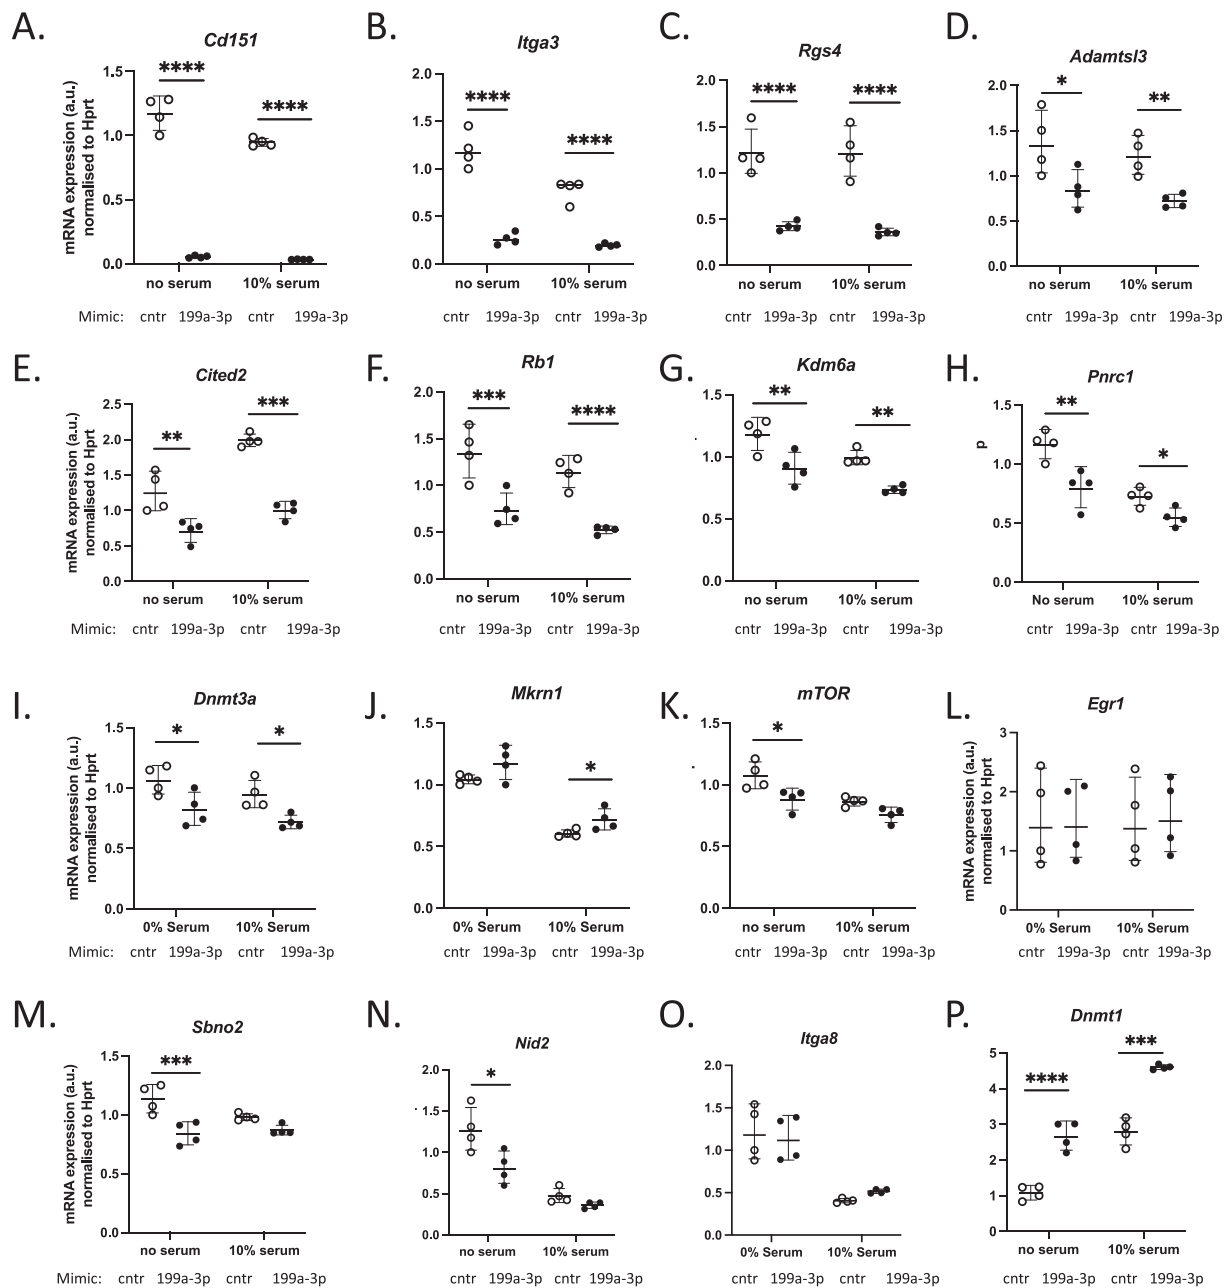 A.
Cd151
mRNA expression (a.u.)
normalised to Hprt
1.5
1.0
0.5
0.0
****
****
no serum
10% serum
Mimic:
cntr
199a-3p
cntr
199a-3p
B.
Itga3
2.0
1.5
1.0
0.5
0.0
****
****
no serum
10% serum
cntr
199a-3p
cntr
199a-3p
C.
Rgs4
2.0
1.5
1.0
0.5
0.0
****
****
no serum
10% serum
cntr
199a-3p
cntr
199a-3p
D.
Adamtsl3
2.0
1.5
1.0
0.5
0.0
*
**
no serum
10% serum
cntr
199a-3p
cntr
199a-3p
E.
Cited2
mRNA expression (a.u.)
normalised to Hprt
2.5
2.0
1.5
1.0
0.5
0.0
**
***
no serum
10% serum
Mimic:
cntr
199a-3p
cntr
199a-3p
F.
Rb1
2.0
1.5
1.0
0.5
0.0
***
****
no serum
10% serum
cntr
199a-3p
cntr
199a-3p
G.
Kdm6a
1.5
1.0
0.5
0.0
**
**
no serum
10% serum
cntr
199a-3p
cntr
199a-3p
H.
Pnrc1
p
1.5
1.0
0.5
0.0
**
*
No serum
10% serum
cntr
199a-3p
cntr
199a-3p
I.
Dnmt3a
mRNA expression (a.u.)
normalised to Hprt
1.5
1.0
0.5
0.0
*
*
0% Serum
10% Serum
Mimic:
cntr
199a-3p
cntr
199a-3p
J.
Mkrn1
1.5
1.0
0.5
0.0
*
0% Serum
10% Serum
cntr
199a-3p
cntr
199a-3p
K.
mTOR
1.5
1.0
0.5
0.0
*
no serum
10% Serum
cntr
199a-3p
cntr
199a-3p
L.
Egr1
mRNA expression (a.u.)
normalised to Hprt
3
2
1
0
0% Serum
10% Serum
cntr
199a-3p
cntr
199a-3p
M.
Sbno2
mRNA expression (a.u.)
normalised to Hprt
1.5
1.0
0.5
0.0
***
no serum
10% serum
Mimic:
cntr
199a-3p
cntr
199a-3p
N.
Nid2
2.0
1.5
1.0
0.5
0.0
*
no serum
10% serum
cntr
199a-3p
cntr
199a-3p
O.
Itga8
2.0
1.5
1.0
0.5
0.0
0% Serum
10% Serum
cntr
199a-3p
cntr
199a-3p
P.
Dnmt1
5
4
3
2
1
0
****
***
no serum
10% serum
cntr
199a-3p
cntr
199a-3p